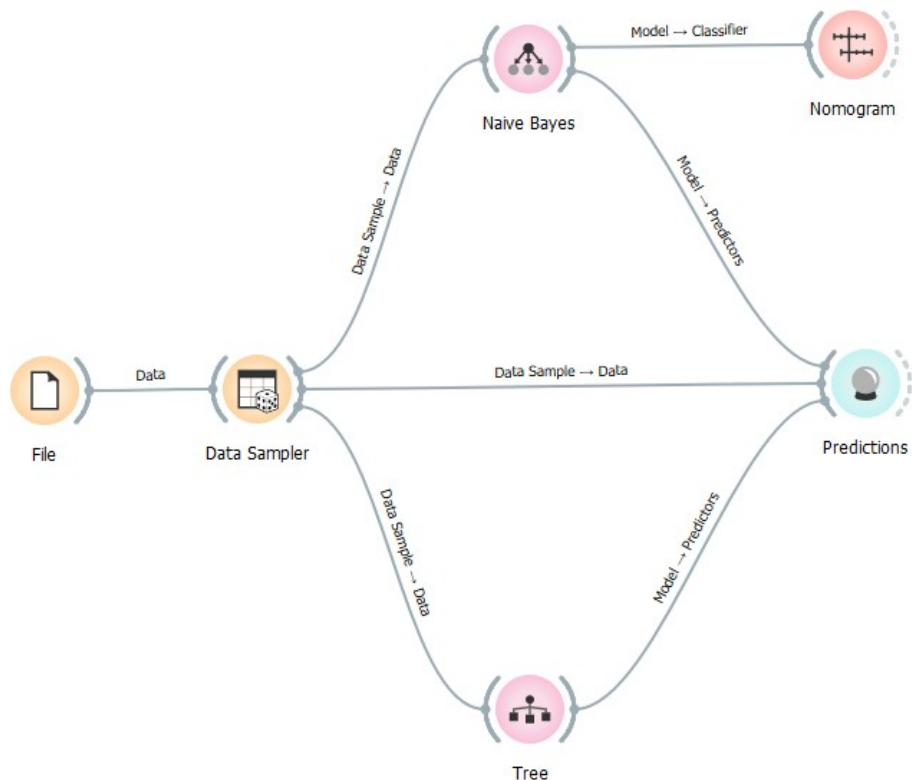 Model → Classifier
Naive Bayes
Nomogram
Data Sample → Data
Model → Predictors
Data
Data Sample → Data
File
Data Sampler
Predictions
Data Sample → Data
Model → Predictors
Tree